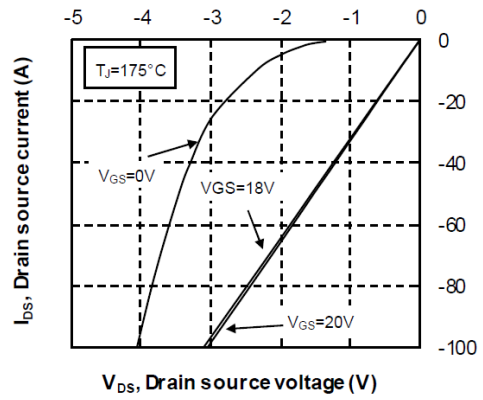 -5 -4 -3 -2 -1 0
TJ=175°C
0
-20
-40
-60
-80
-100
VGS=0V
VGS=18V
VGS=20V
IDS, Drain source current (A)
VDS, Drain source voltage (V)